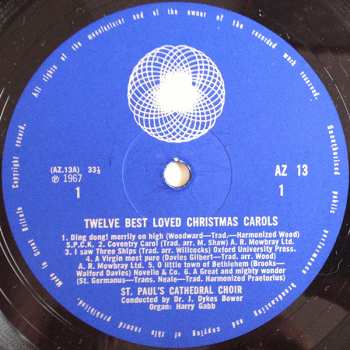 All rights of the manufacturer and of the owner of the recorded work reserved. Unauthorised public performance broadcasting and copying of this record prohibited. Made in Great Britain
(AZ.13A) 33⅓
℗ 1967
1
AZ 13
1
TWELVE BEST LOVED CHRISTMAS CAROLS
1. Ding dong! merrily on high (Woodward—Trad.—Harmonized Wood)
S.P.C.K. 2. Coventry Carol (Trad. arr. M. Shaw) A. R. Mowbray Ltd.
3. I saw Three Ships (Trad. arr. Willcocks) Oxford University Press.
4. A Virgin most pure (Davies Gilbert—Trad. arr. Wood)
A. R. Mowbray Ltd. 5. O little town of Bethlehem (Brooks—
Walford Davies) Novello & Co. 6. A Great and mighty wonder
(St. Germanus—Trans. Neale—Trad. Harmonized Praetorius)
ST. PAUL'S CATHEDRAL CHOIR
Conducted by Dr. J. Dykes Bower
Organ: Harry Gabb